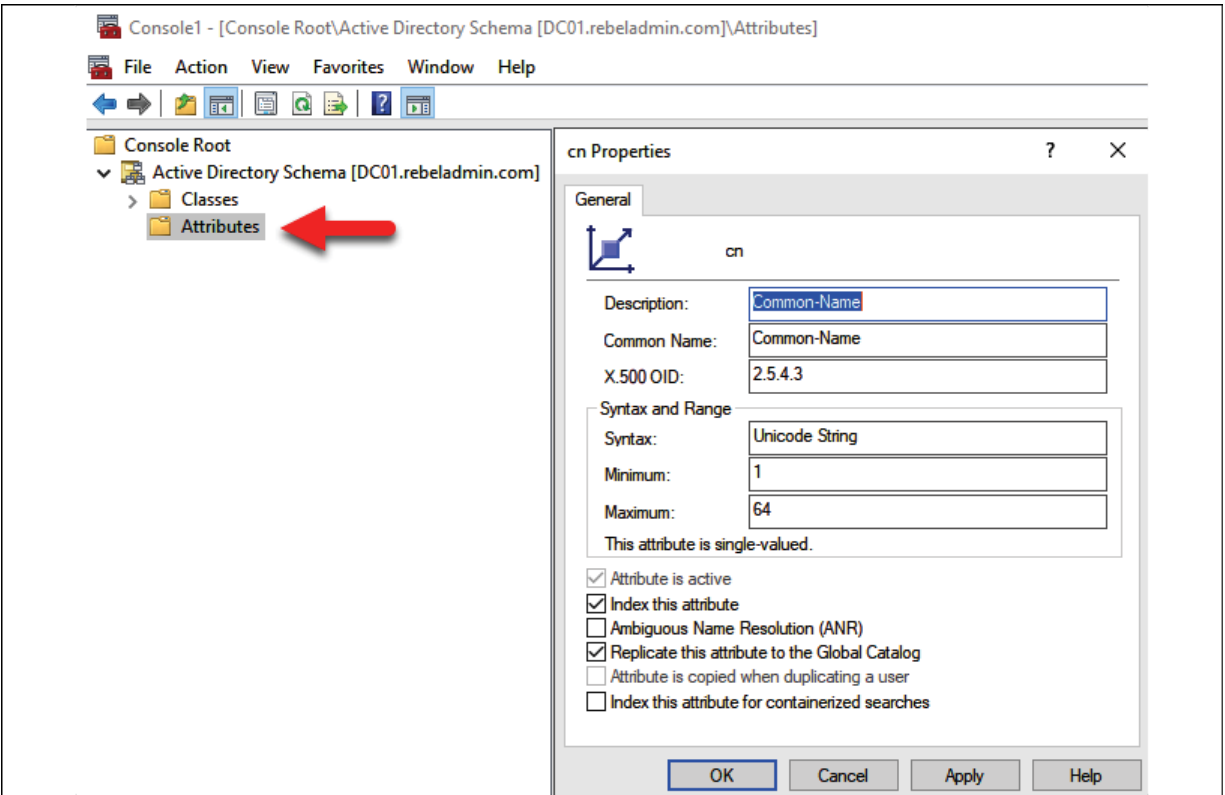 Console1 - [Console Root\Active Directory Schema [DC01.rebeladmin.com]\Attributes]
File Action View Favorites Window Help
Console Root
Active Directory Schema [DC01.rebeladmin.com]
Classes
Attributes
cn Properties ? X
General
cn
Description: Common-Name
Common Name: Common-Name
X.500 OID: 2.5.4.3
Syntax and Range
Syntax: Unicode String
Minimum: 1
Maximum: 64
This attribute is single-valued.
Attribute is active
Index this attribute
Ambiguous Name Resolution (ANR)
Replicate this attribute to the Global Catalog
Attribute is copied when duplicating a user
Index this attribute for containerized searches
OK Cancel Apply Help